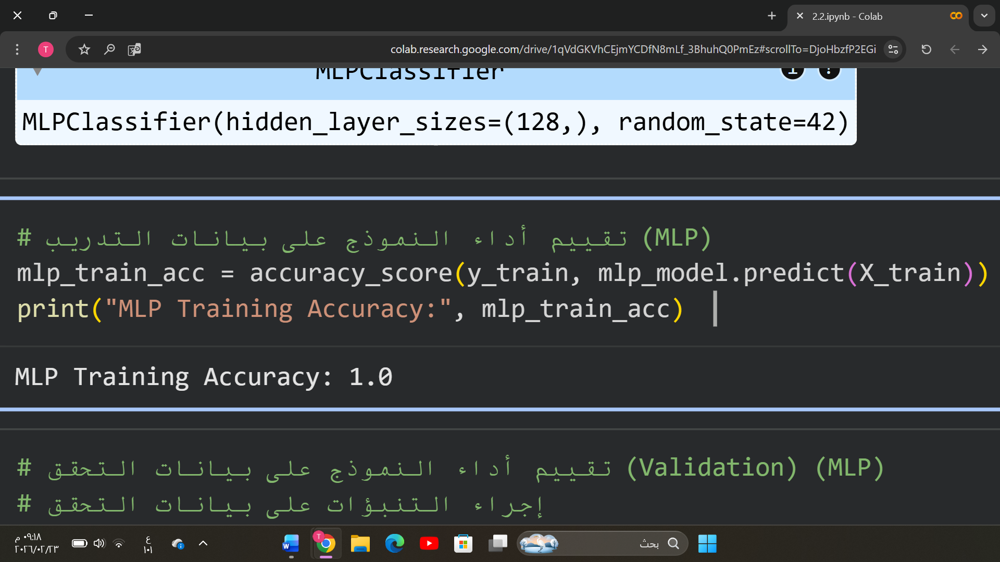 2.2.ipynb - Colab
T
colab.research.google.com/drive/1qVdGKVhCEjmYCDfN8mLf_3BhuhQ0PmEz#scrollTo=DjoHbzfP2EGi
MLPClassifier
MLPClassifier(hidden_layer_sizes=(128,), random_state=42)
# تقييم أداء النموذج على بيانات التدريب (MLP)
mlp_train_acc = accuracy_score(y_train, mlp_model.predict(X_train))
print("MLP Training Accuracy:", mlp_train_acc)
MLP Training Accuracy: 1.0
# تقييم أداء النموذج على بيانات التحقق (Validation) (MLP)
# إجراء التنبؤات على بيانات التحقق
٠٩:١٨ م
٢٠٢٦/٠٢/٢٣
ع
١٠١
W
T
بحث